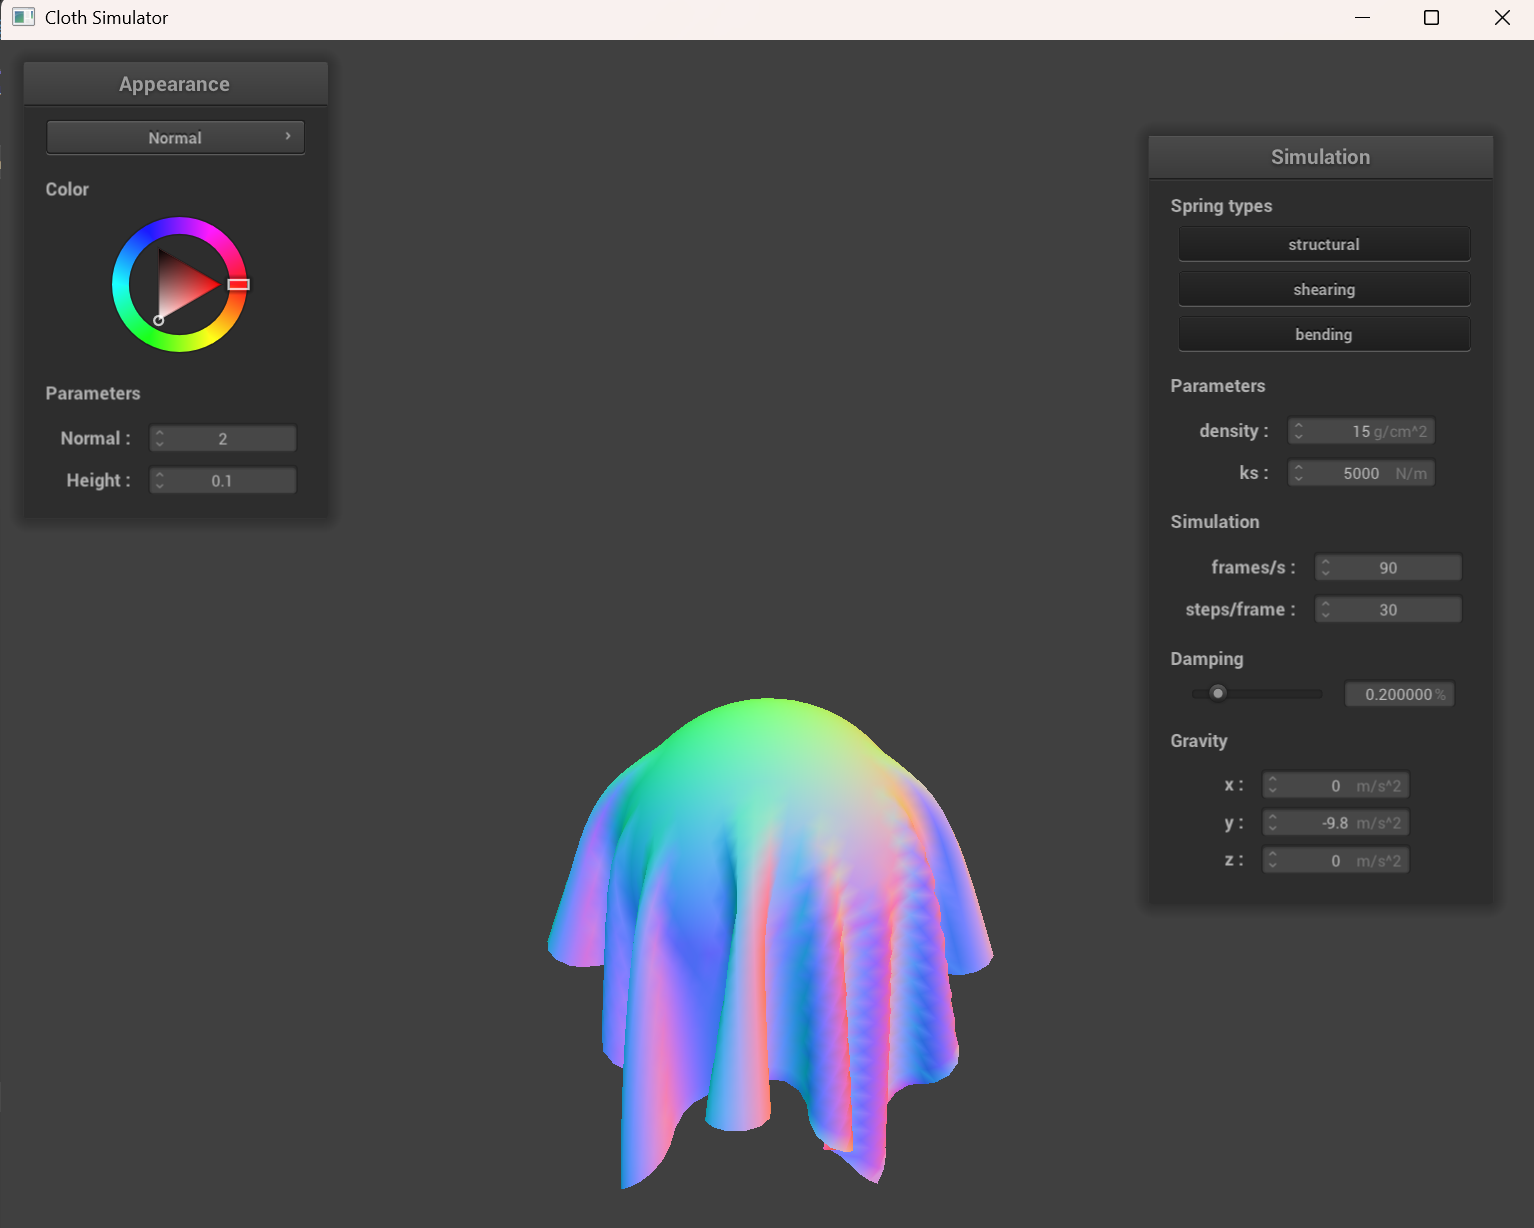 Cloth Simulator
Appearance
Normal
Color
Parameters
Normal : 2
Height : 0.1
Simulation
Spring types
structural
shearing
bending
Parameters
density : 15 g/cm^2
ks : 5000 N/m
Simulation
frames/s : 90
steps/frame : 30
Damping
0.200000 %
Gravity
x : 0 m/s^2
y : -9.8 m/s^2
z : 0 m/s^2